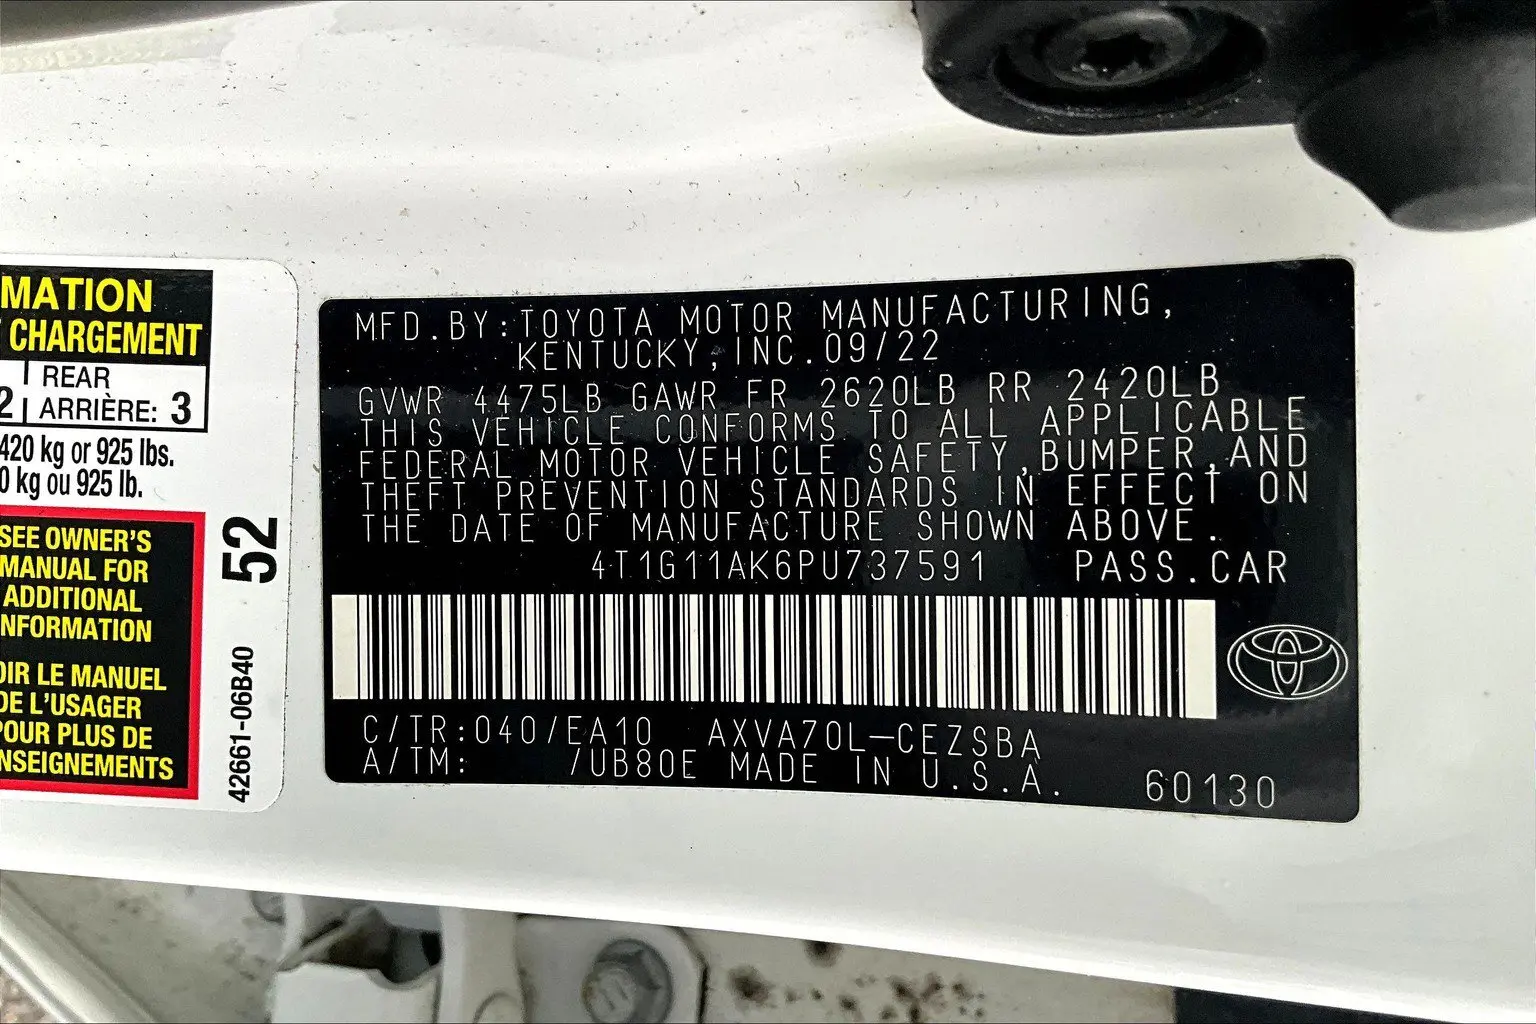 MATION
CHARGEMENT
2 REAR
ARRIÈRE: 3
420 kg or 925 lbs.
0 kg ou 925 lb.
SEE OWNER'S
MANUAL FOR
ADDITIONAL
NFORMATION
OIR LE MANUEL
DE L'USAGER
POUR PLUS DE
NSEIGNEMENTS
52
42661-06B40
MFD.BY:TOYOTA MOTOR MANUFACTURING,
KENTUCKY,INC.09/22
GVWR 4475LB GAWR FR 2620LB RR 2420LB
THIS VEHICLE CONFORMS TO ALL APPLICABLE
FEDERAL MOTOR VEHICLE SAFETY,BUMPER,AND
THEFT PREVENTION STANDARDS IN EFFECT ON
THE DATE OF MANUFACTURE SHOWN ABOVE.
4T1G11AK6PU737591 PASS.CAR
C/TR:040/EA10 AXVA70L-CEZSBA
A/TM: /UB80E MADE IN U.S.A. 60130